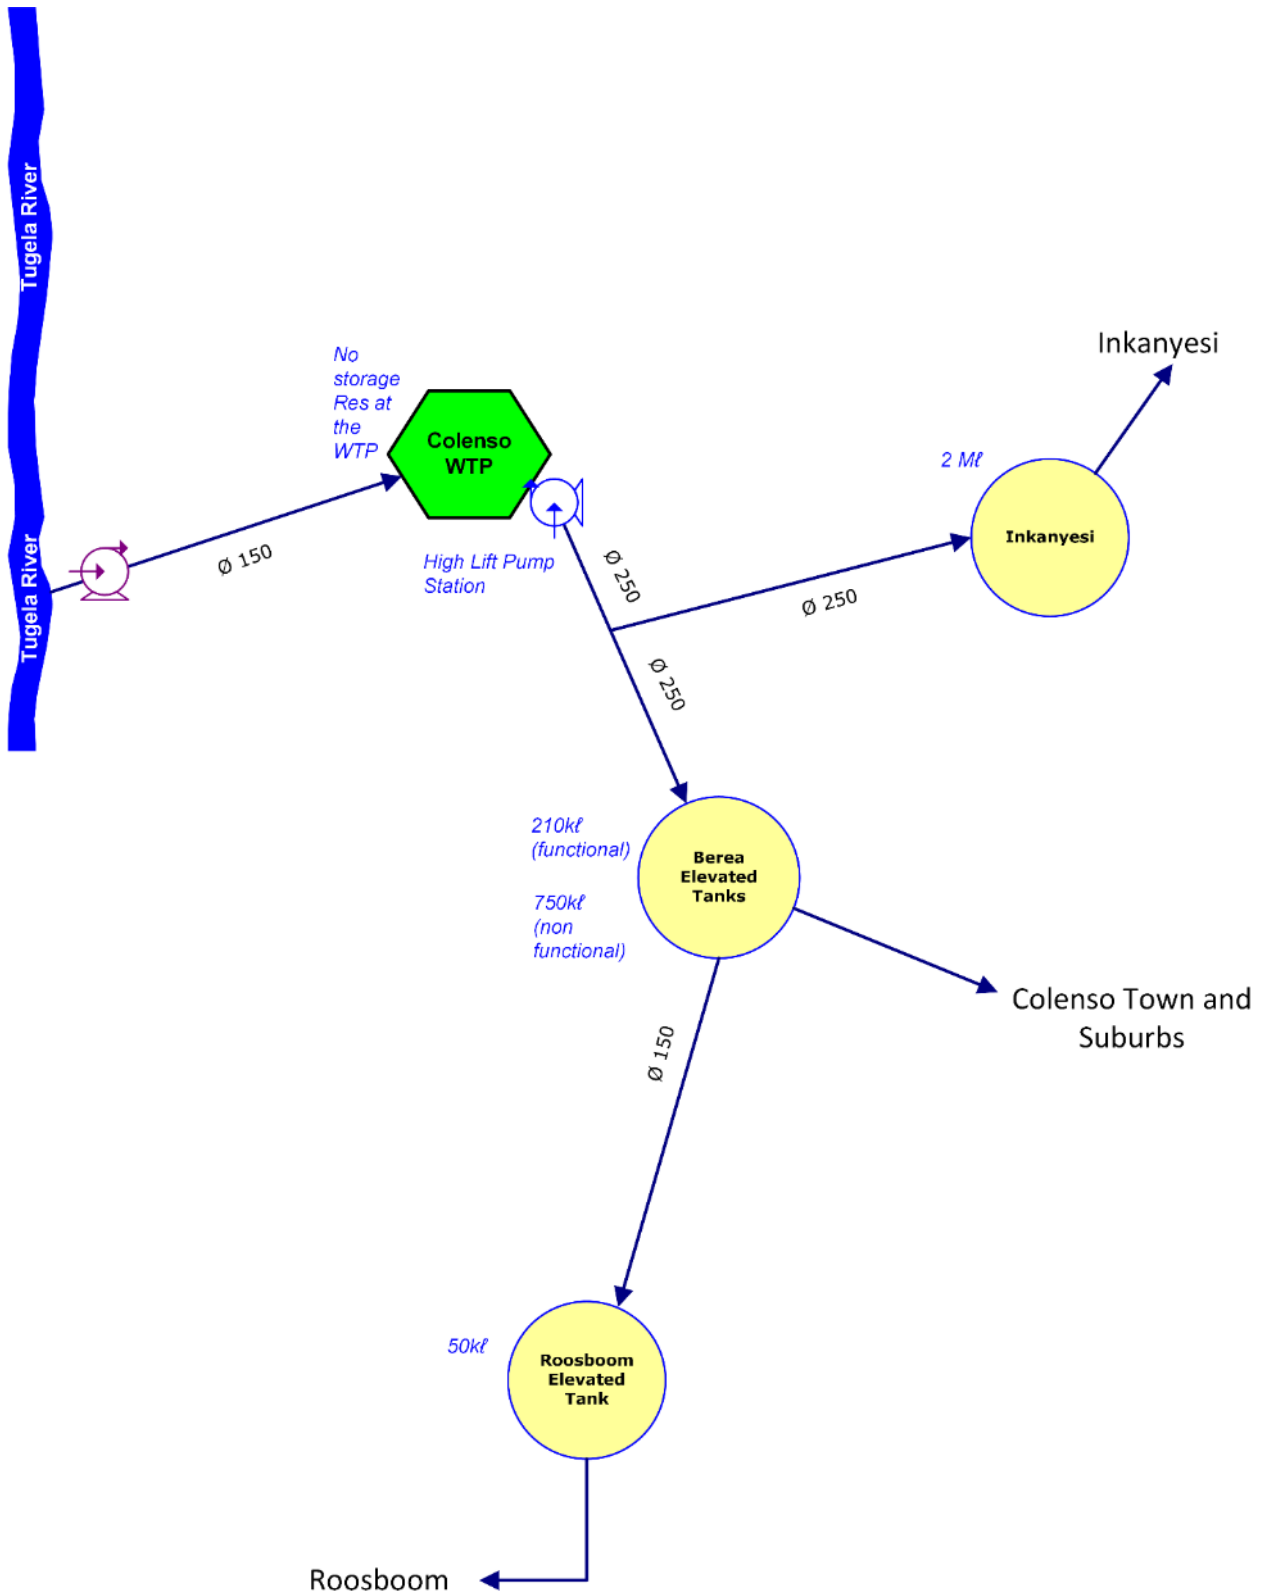 Tugela River
Tugela River
No
storage
Res at
the
WTP
Colenso
WTP
Ø 150
High Lift Pump
Station
Ø 250
Ø 250
Ø 250
Inkanyesi
2 Mℓ
Inkanyesi
210kℓ
(functional)
750kℓ
(non
functional)
Berea
Elevated
Tanks
Colenso Town and
Suburbs
Ø 150
50kℓ
Roosboom
Elevated
Tank
Roosboom